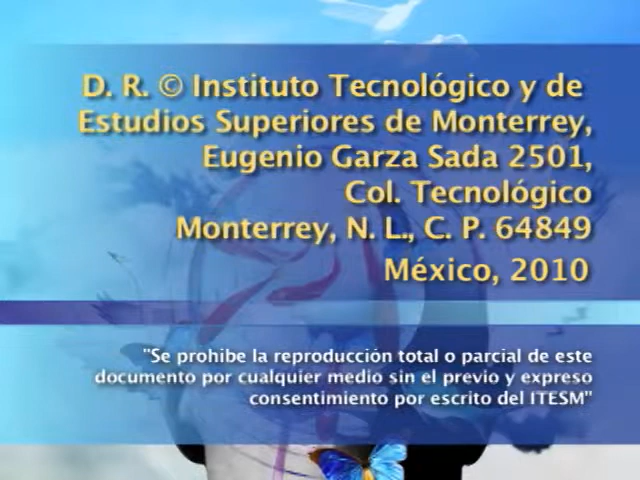 D. R. © Instituto Tecnológico y de
Estudios Superiores de Monterrey,
Eugenio Garza Sada 2501,
Col. Tecnológico
Monterrey, N. L., C. P. 64849
México, 2010
"Se prohibe la reproducción total o parcial de este
documento por cualquier medio sin el previo y expreso
consentimiento por escrito del ITESM"